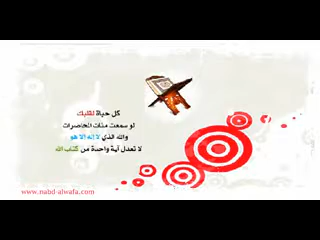 كل حياة لقلبك
لو سمعت مئات المحاضرات
والله الذي لا إله إلا هو
لا تعدل آية واحدة من كتاب الله
www.nabd-alwafa.com